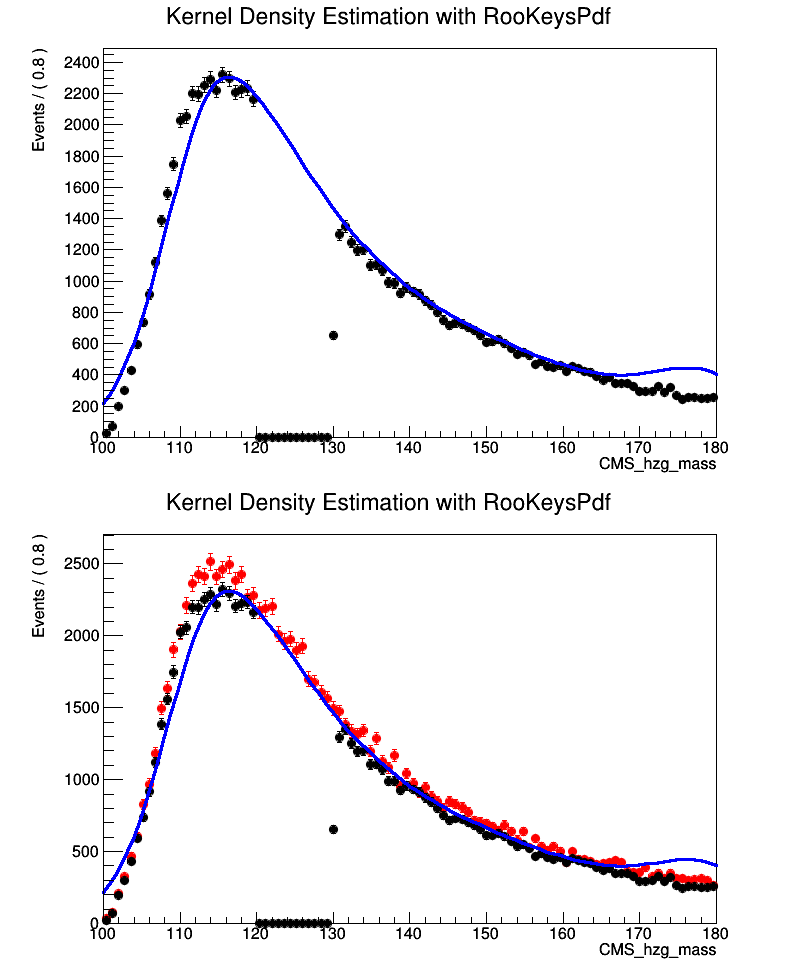 Kernel Density Estimation with RooKeysPdf
Events / ( 0.8 )
2400
2200
2000
1800
1600
1400
1200
1000
800
600
400
200
0
100 110 120 130 140 150 160 170 180
CMS_hzg_mass
Kernel Density Estimation with RooKeysPdf
Events / ( 0.8 )
2500
2000
1500
1000
500
0
100 110 120 130 140 150 160 170 180
CMS_hzg_mass